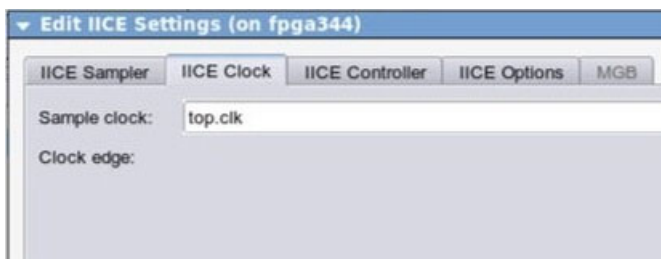 Edit IICE Settings (on fpga344)
IICE Sampler IICE Clock IICE Controller IICE Options MGB
Sample clock: top.clk
Clock edge: